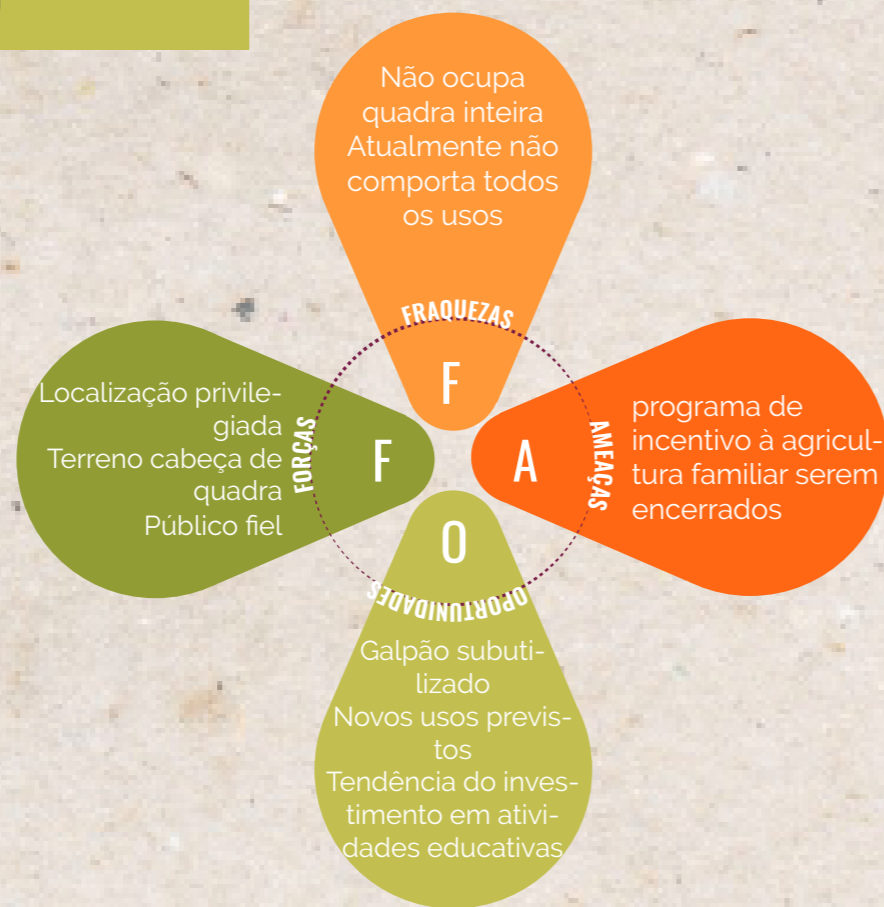 Não ocupa
quadra inteira
Atualmente não
comporta todos
os usos
FRAQUEZAS
F
Localização privile-
giada
Terreno cabeça de
quadra
Público fiel
FORÇAS
F
A
AMEAÇAS
programa de
incentivo à agricul-
tura familiar serem
encerrados
O
OPORTUNIDADES
Galpão subuti-
lizado
Novos usos previs-
tos
Tendência do inves-
timento em ativi-
dades educativas